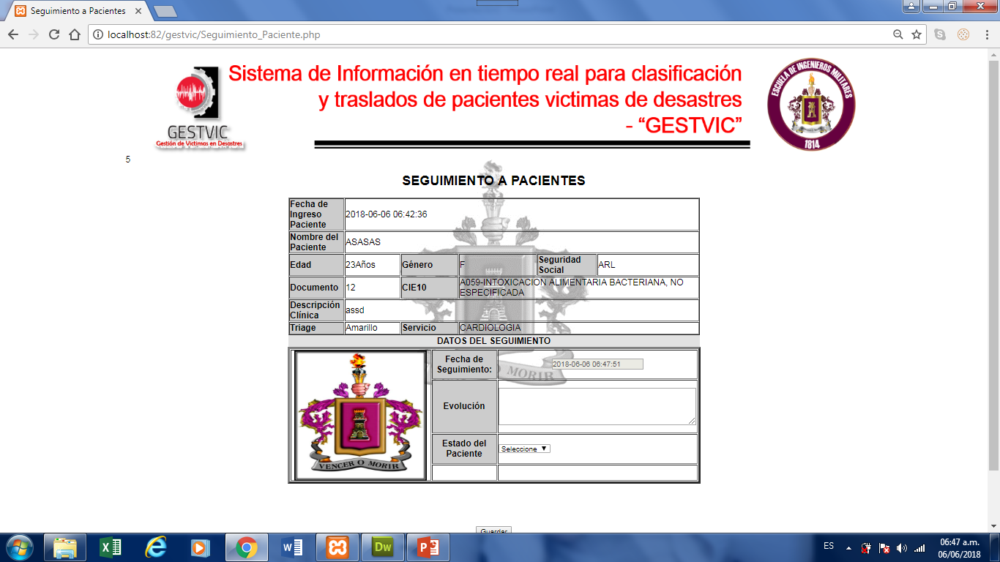 Seguimiento a Pacientes
localhost:82/gestvic/Seguimiento_Paciente.php
GESTVIC
Gestión de Victimas en Desastres
Sistema de Información en tiempo real para clasificación
y traslados de pacientes victimas de desastres
- “GESTVIC”
ESCUELA DE INGENIEROS MILITARES
1814
5
SEGUIMIENTO A PACIENTES
Fecha de
Ingreso
Paciente
2018-06-06 06:42:36
Nombre del
Paciente
ASASAS
Edad
23Años
Género
F
Seguridad
Social
ARL
Documento
12
CIE10
A059-INTOXICACION ALIMENTARIA BACTERIANA, NO
ESPECIFICADA
Descripción
Clínica
assd
Triage
Amarillo
Servicio
CARDIOLOGIA
DATOS DEL SEGUIMIENTO
VENCER O MORIR
Fecha de
Seguimiento:
2018-06-06 06:47:51
O MORIR
Evolución
Estado del
Paciente
Seleccione
Guardar
Dw
ES
06:47 a.m.
06/06/2018